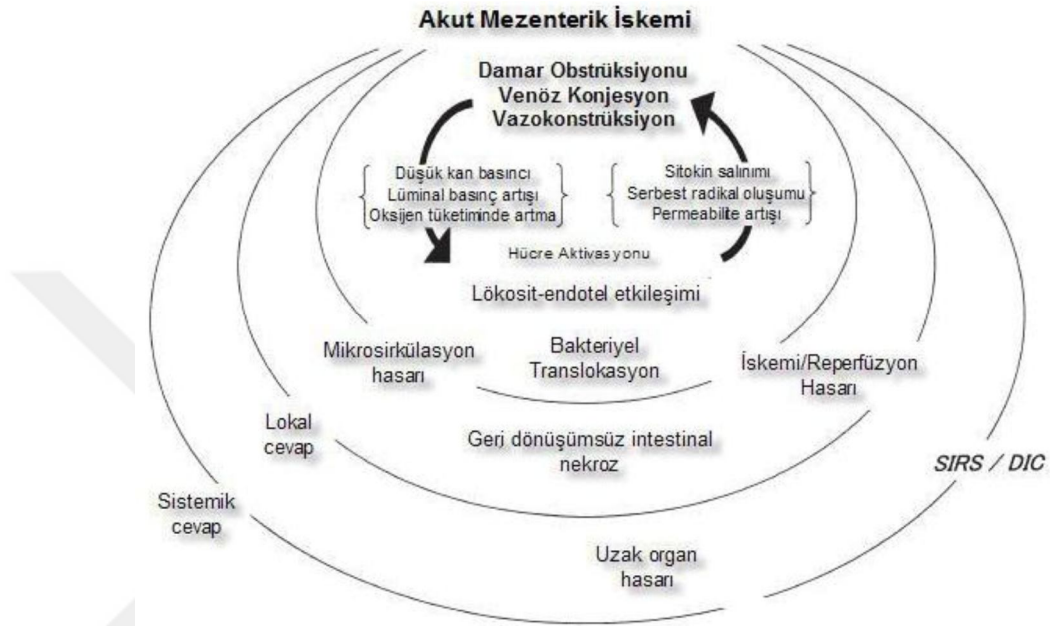 Akut Mezenterik İskemi
Damar Obstrüksiyonu
Venöz Konjesyon
Vazokonstrüksiyon
Düşük kan basıncı
Lüminal basınç artışı
Oksijen tüketiminde artma
Sitokin salınımı
Serbest radikal oluşumu
Permeabilite artışı
Hücre Aktivasyonu
Lökosit-endotel etkileşimi
Mikrosirkülasyon
hasarı
Bakteriyel
Translokasyon
İskemi/Reperfüzyon
Hasarı
Lokal
cevap
Geri dönüşümsüz intestinal
nekroz
SIRS / DIC
Sistemik
cevap
Uzak organ
hasarı